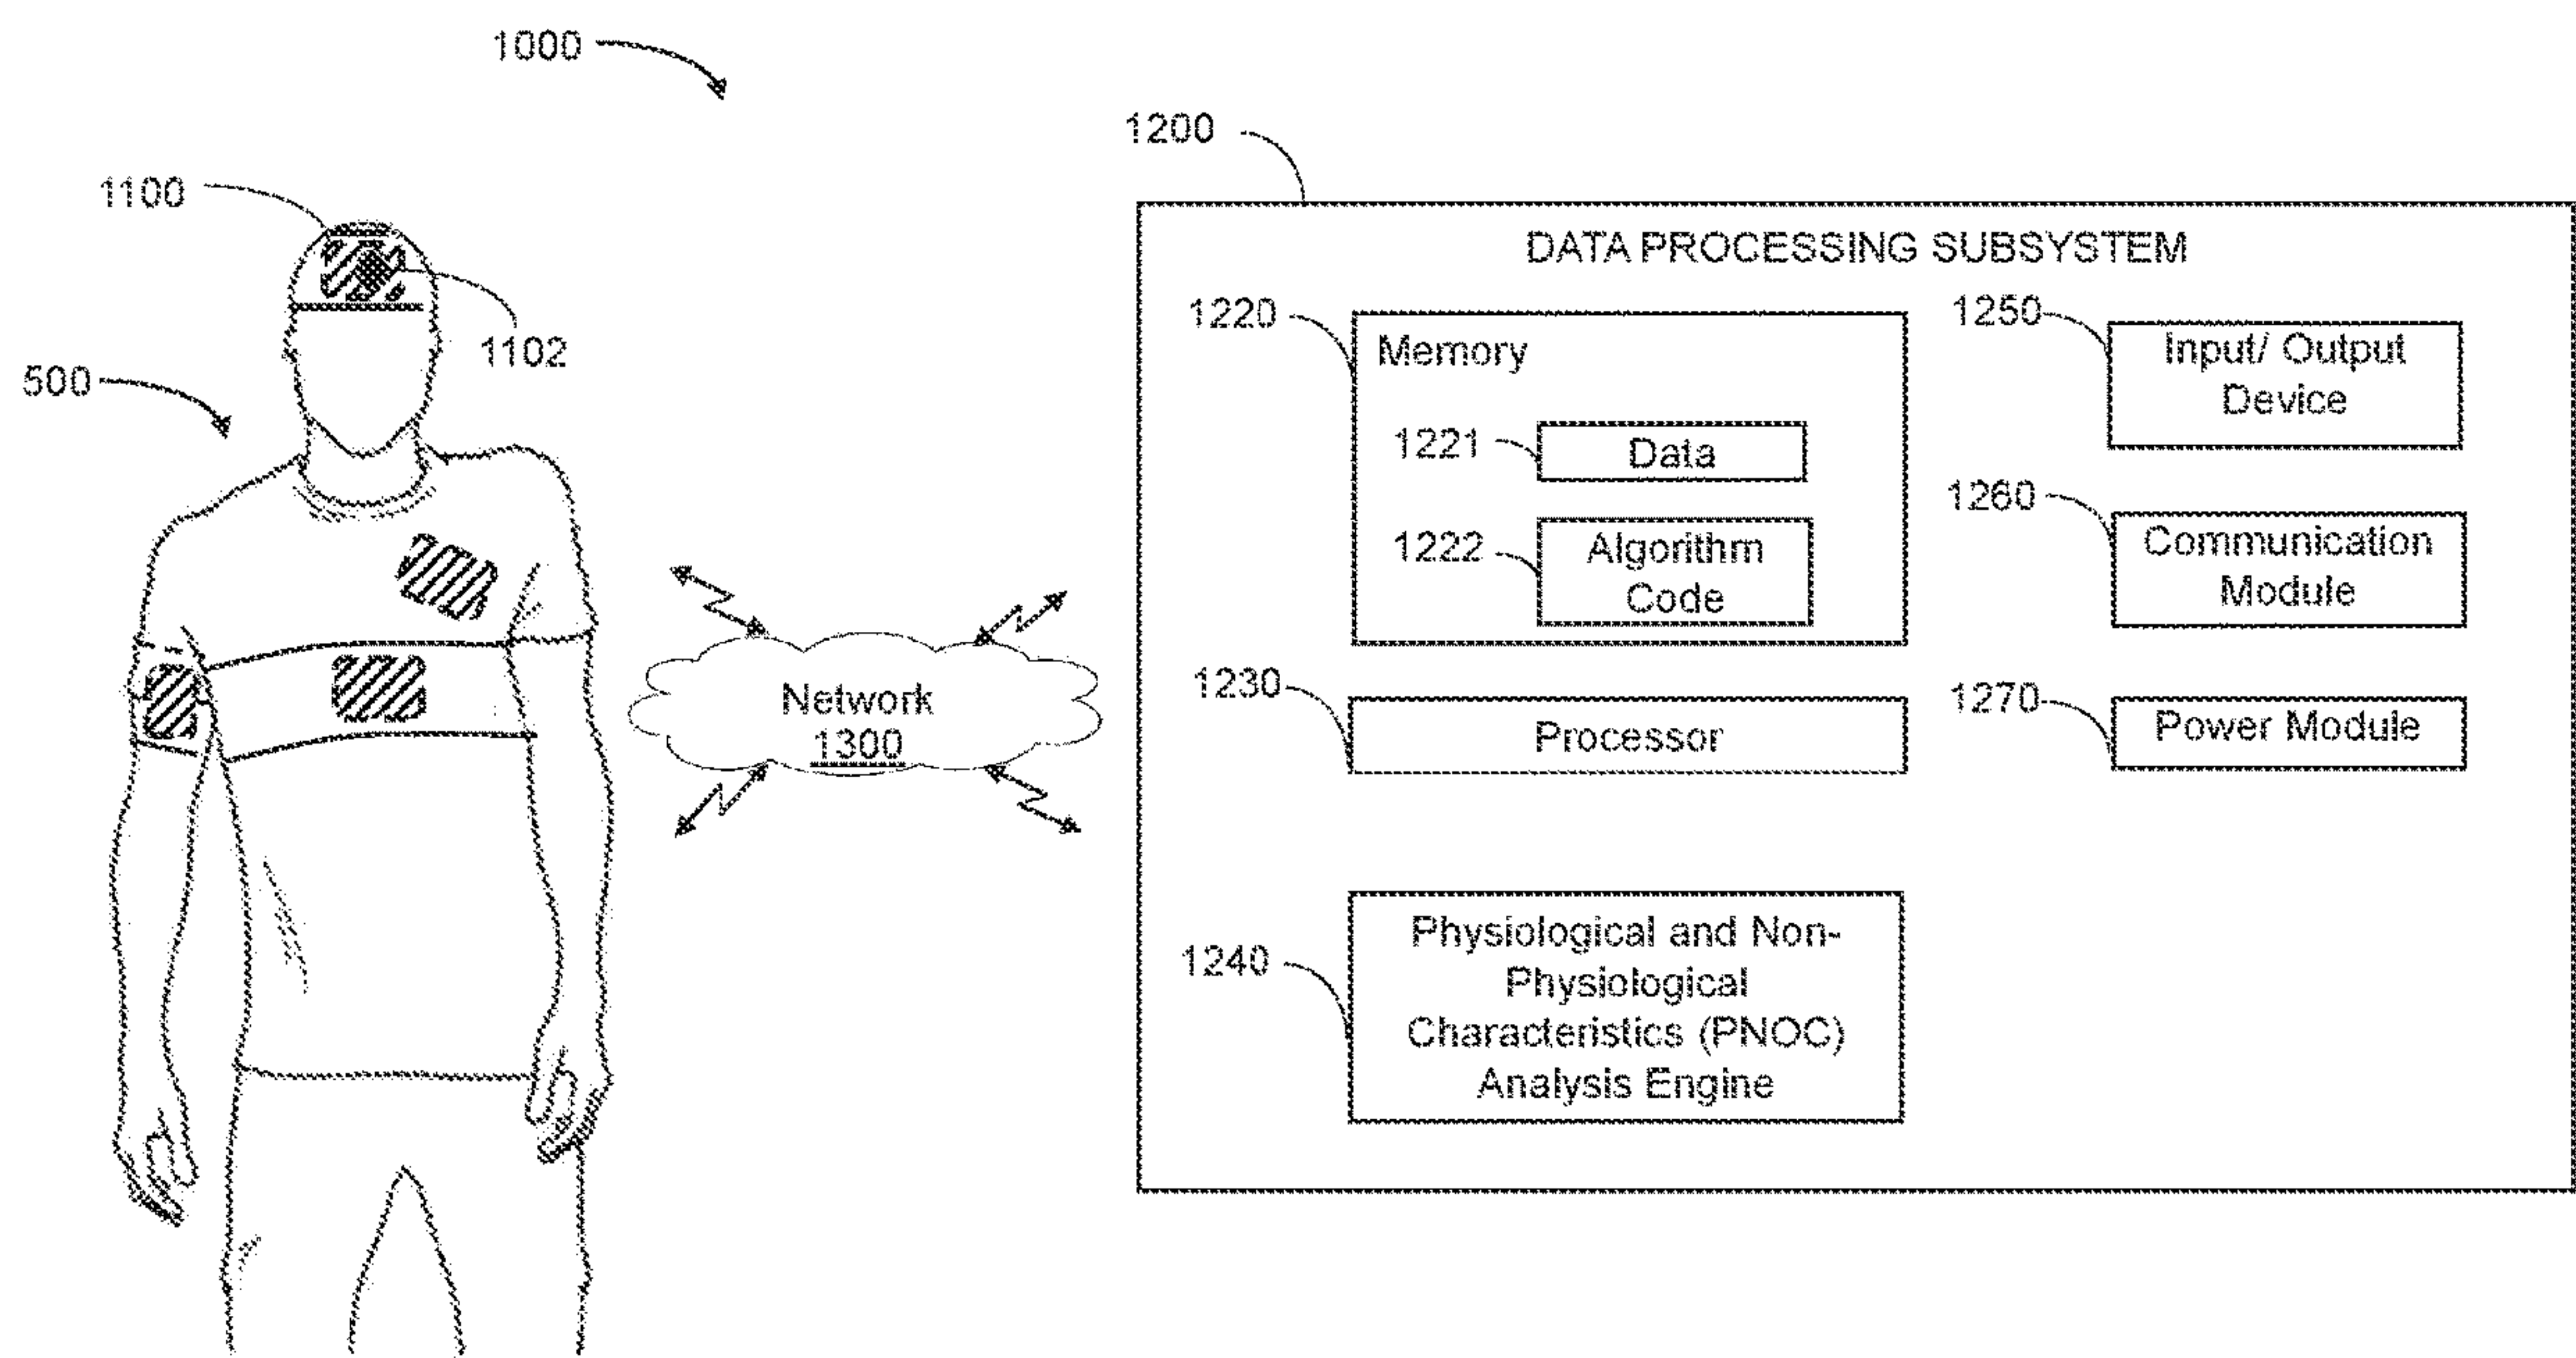 1000
1200
1100
1102
500
DATA PROCESSING SUBSYSTEM
1220
Memory
1221
Data
1222
Algorithm
Code
1230
Processor
1240
Physiological and Non-
Physiological
Characteristics (PNOC)
Analysis Engine
1250
Input/ Output
Device
1260
Communication
Module
1270
Power Module
Network
1300